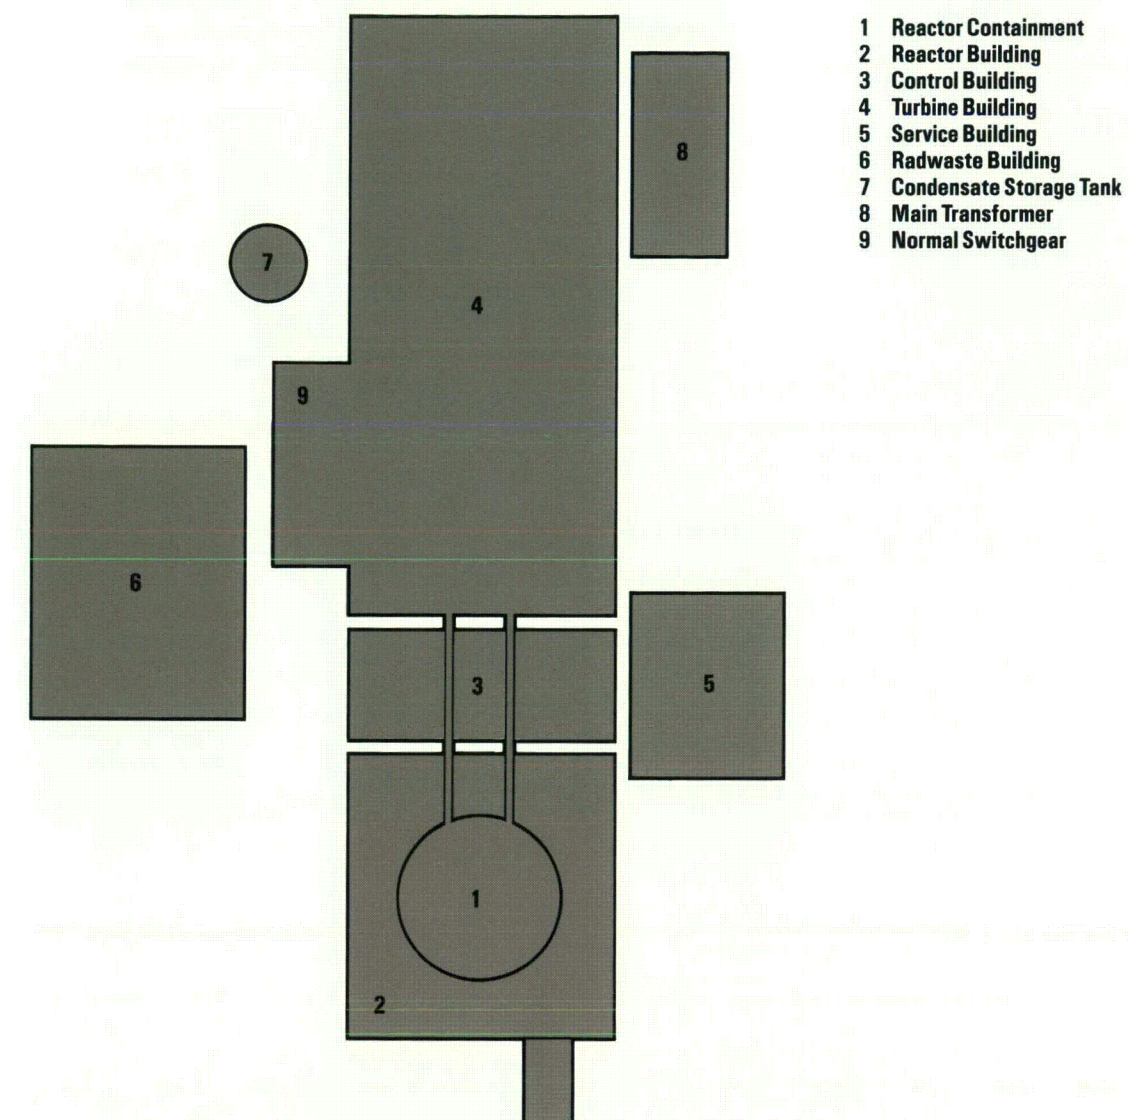 1 Reactor Containment
2 Reactor Building
3 Control Building
4 Turbine Building
5 Service Building
6 Radwaste Building
7 Condensate Storage Tank
8 Main Transformer
9 Normal Switchgear
8
7
4
9
6
3
5
1
2